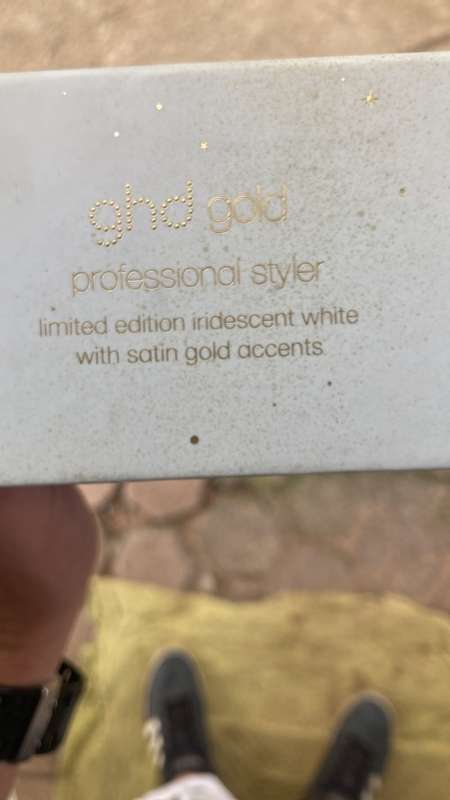 ghd gold
professional styler
limited edition iridescent white
with satin gold accents